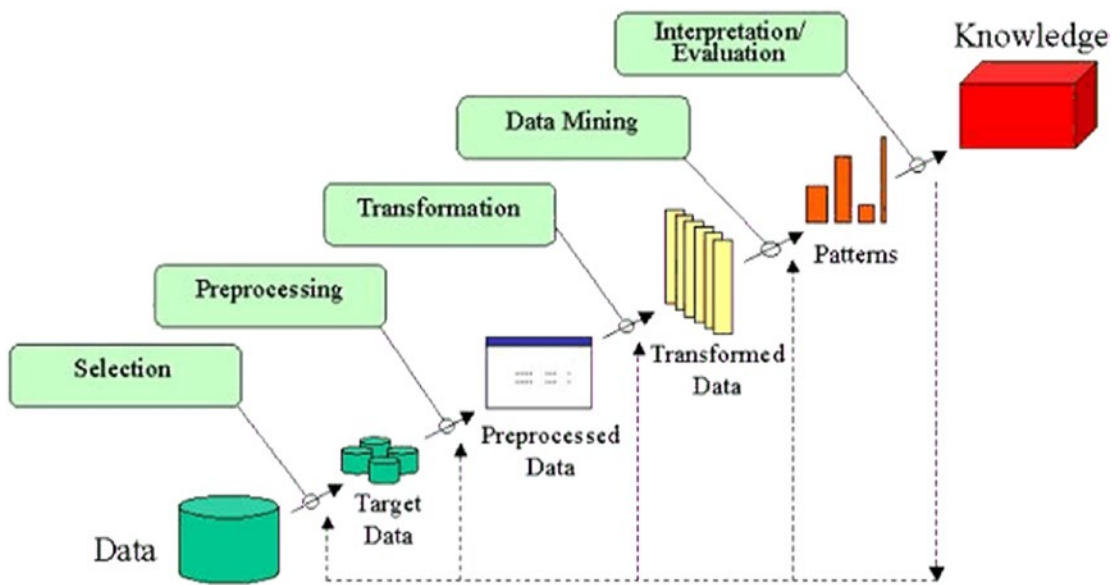 Interpretation/
Evaluation
Knowledge
Data Mining
Transformation
Patterns
Preprocessing
Transformed
Data
Selection
Preprocessed
Data
Target
Data
Data